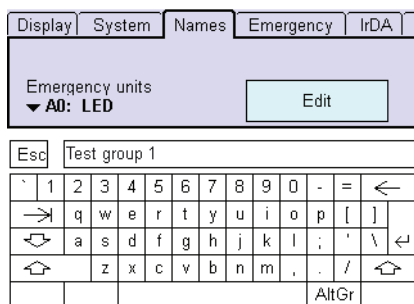 Display System Names Emergency IrDA
Emergency units
A0: LED
Edit
Esc Test group 1
` 1 2 3 4 5 6 7 8 9 0 - =
q w e r t y u i o p [ ]
a s d f g h j k l ; ' \
z x c v b n m , . /
AltGr